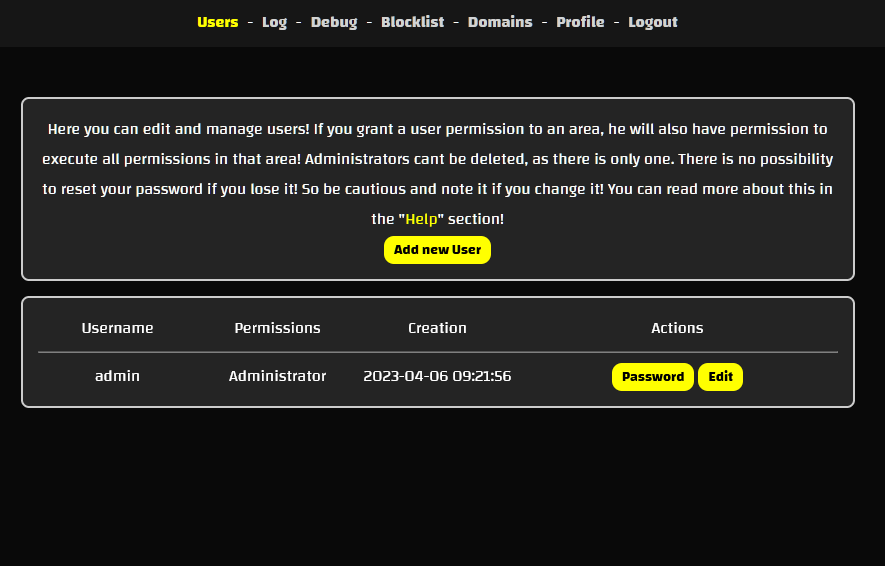 Users - Log - Debug - Blocklist - Domains - Profile - Logout
Here you can edit and manage users! If you grant a user permission to an area, he will also have permission to
execute all permissions in that area! Administrators cant be deleted, as there is only one. There is no possibility
to reset your password if you lose it! So be cautious and note it if you change it! You can read more about this in
the "Help" section!
Add new User
Username Permissions Creation Actions
admin Administrator 2023-04-06 09:21:56 Password Edit